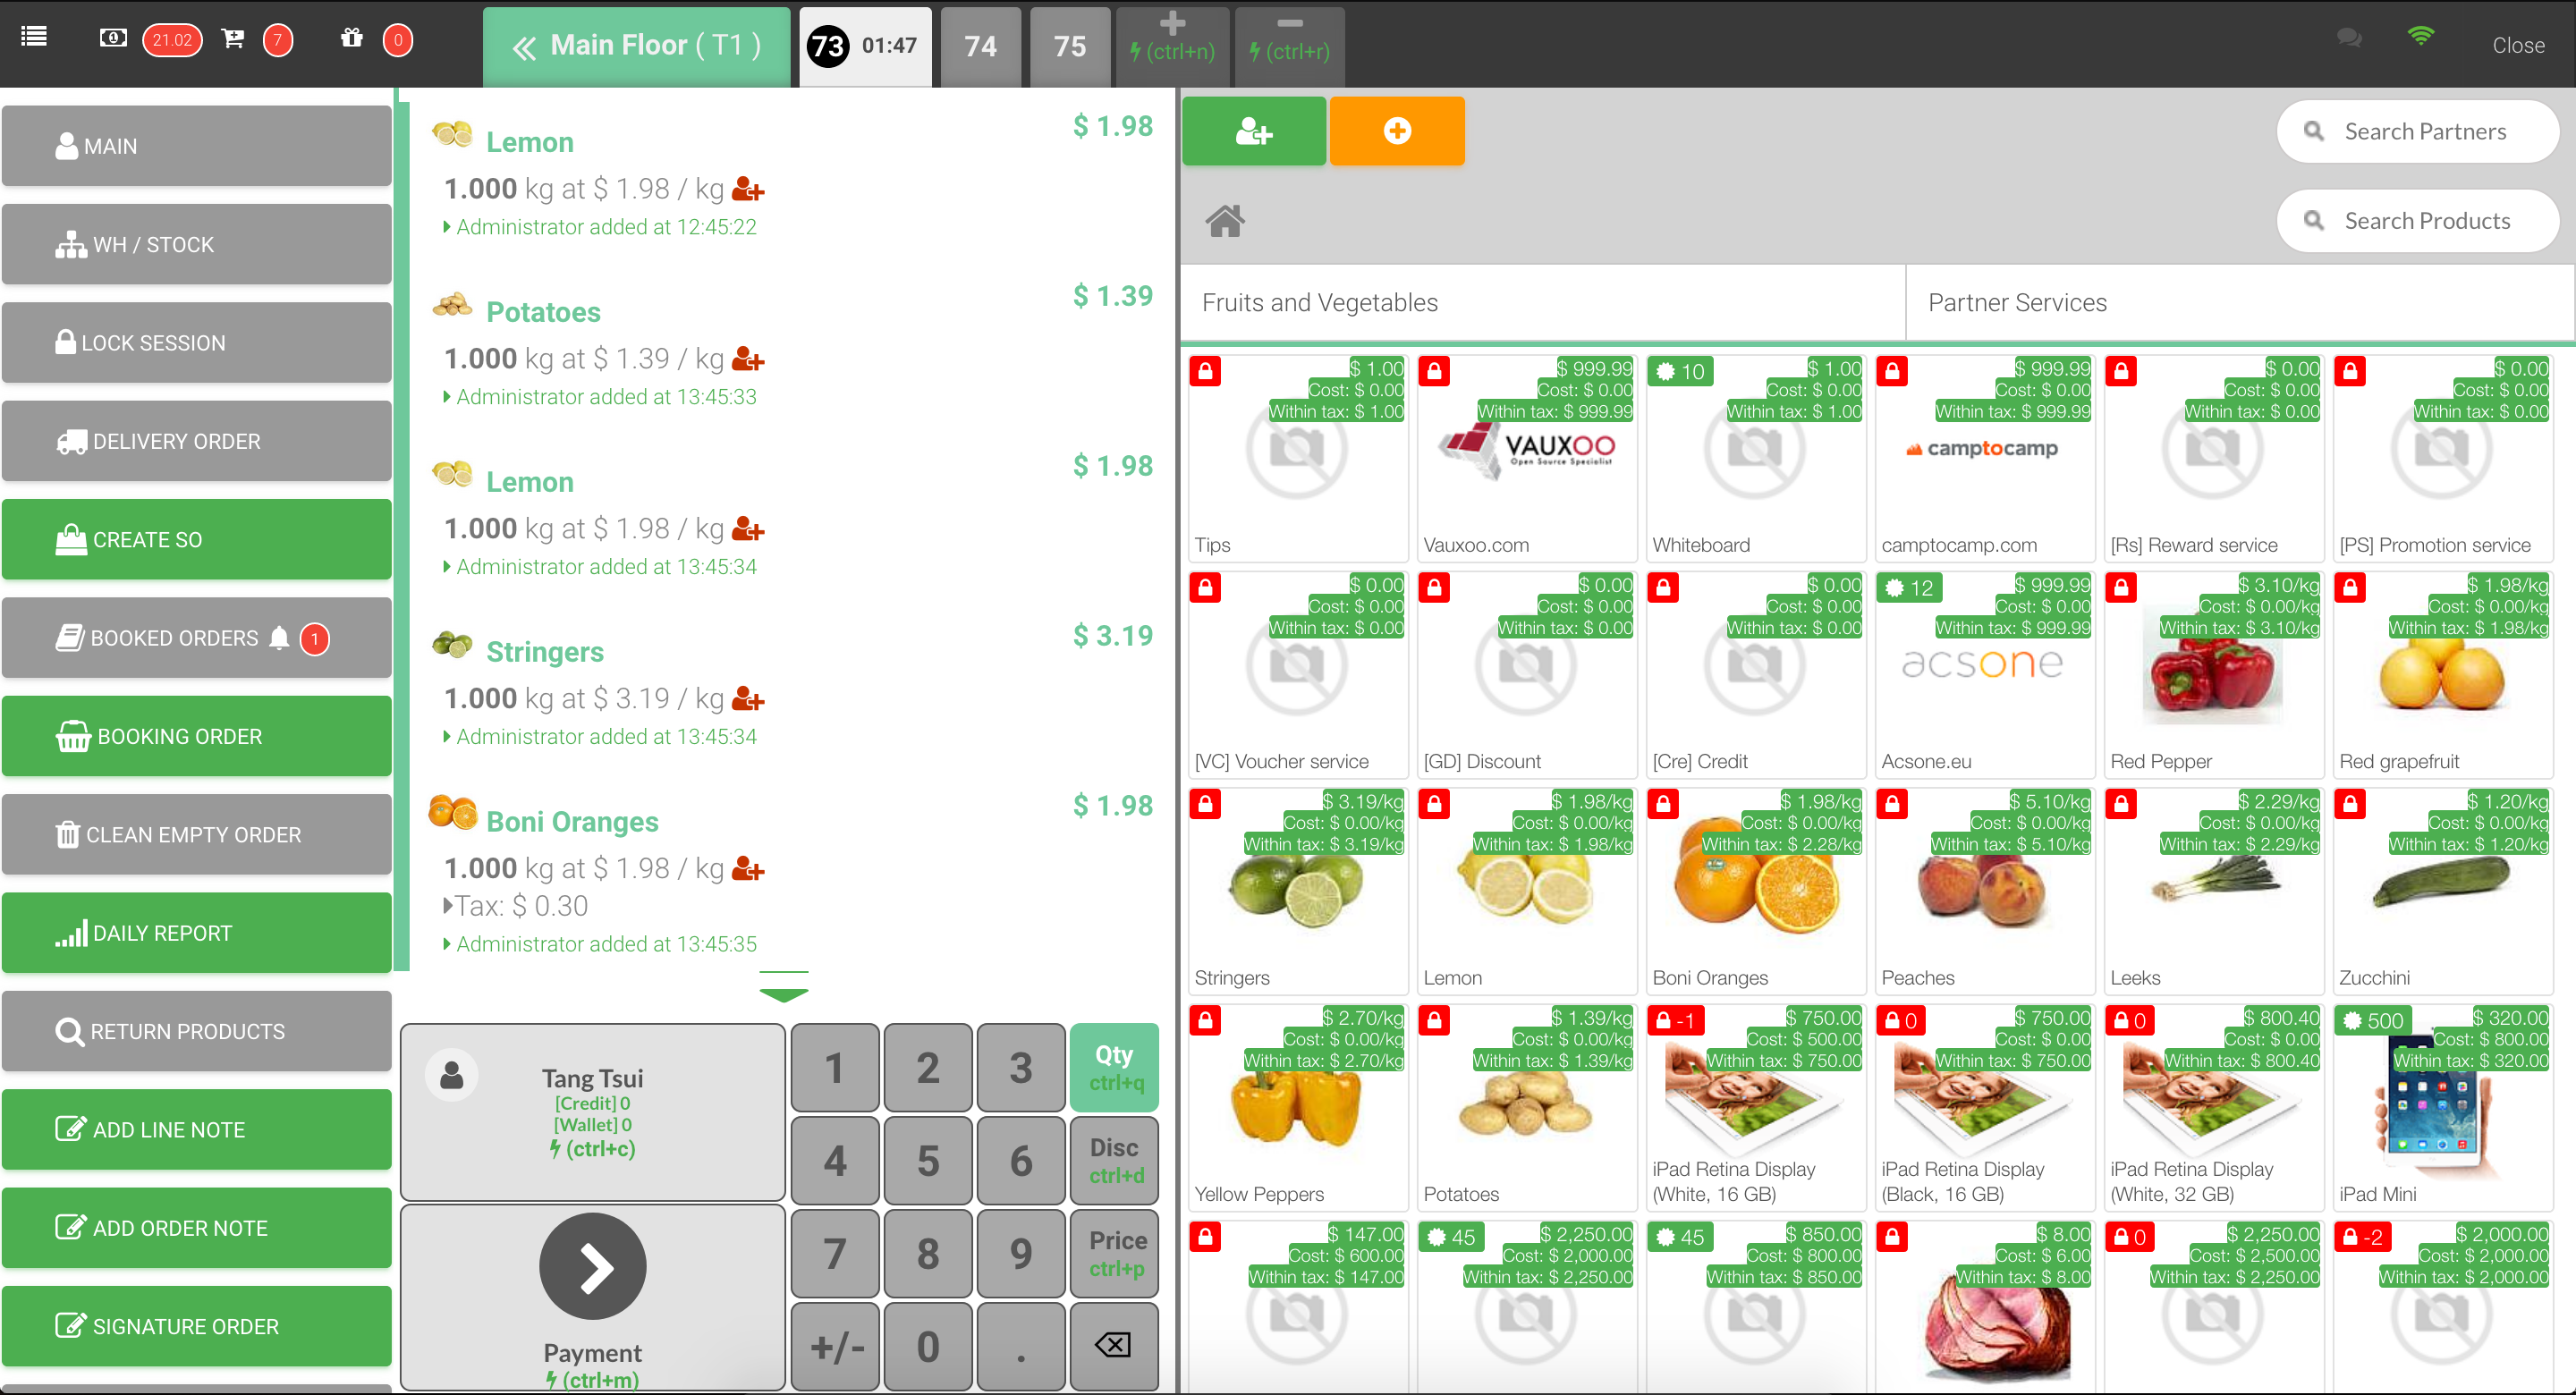 21.02
7
0
Main Floor ( T1 )
73 01:47
74
75
(ctrl+n)
(ctrl+r)
Close
MAIN
WH / STOCK
LOCK SESSION
DELIVERY ORDER
CREATE SO
BOOKED ORDERS 1
BOOKING ORDER
CLEAN EMPTY ORDER
DAILY REPORT
RETURN PRODUCTS
ADD LINE NOTE
ADD ORDER NOTE
SIGNATURE ORDER
Lemon $ 1.98
1.000 kg at $ 1.98 / kg
Administrator added at 12:45:22
Potatoes $ 1.39
1.000 kg at $ 1.39 / kg
Administrator added at 13:45:33
Lemon $ 1.98
1.000 kg at $ 1.98 / kg
Administrator added at 13:45:34
Stringers $ 3.19
1.000 kg at $ 3.19 / kg
Administrator added at 13:45:34
Boni Oranges $ 1.98
1.000 kg at $ 1.98 / kg
Tax: $ 0.30
Administrator added at 13:45:35
Tang Tsui
[Credit] 0
[Wallet] 0
(ctrl+c)
Payment
(ctrl+m)
1 2 3 Qty
ctrl+q
4 5 6 Disc
ctrl+d
7 8 9 Price
ctrl+p
+/- 0 .
Search Partners
Search Products
Fruits and Vegetables
Partner Services
$ 1.00
Cost: $ 0.00
Within tax: $ 1.00
Tips
$ 999.99
Cost: $ 0.00
Within tax: $ 999.99
VAUXOO
Open Source Specialist
Vauxoo.com
10
$ 1.00
Cost: $ 0.00
Within tax: $ 1.00
Whiteboard
$ 999.99
Cost: $ 0.00
Within tax: $ 999.99
camptocamp
camptocamp.com
$ 0.00
Cost: $ 0.00
Within tax: $ 0.00
[Rs] Reward service
$ 0.00
Cost: $ 0.00
Within tax: $ 0.00
[PS] Promotion service
$ 0.00
Cost: $ 0.00
Within tax: $ 0.00
[VC] Voucher service
$ 0.00
Cost: $ 0.00
Within tax: $ 0.00
[GD] Discount
$ 0.00
Cost: $ 0.00
Within tax: $ 0.00
[Cre] Credit
12
$ 999.99
Cost: $ 0.00
Within tax: $ 999.99
acsone
Acsone.eu
$ 3.10/kg
Cost: $ 0.00/kg
Within tax: $ 3.10/kg
Red Pepper
$ 1.98/kg
Cost: $ 0.00/kg
Within tax: $ 1.98/kg
Red grapefruit
$ 3.19/kg
Cost: $ 0.00/kg
Within tax: $ 3.19/kg
Stringers
$ 1.98/kg
Cost: $ 0.00/kg
Within tax: $ 1.98/kg
Lemon
$ 1.98/kg
Cost: $ 0.00/kg
Within tax: $ 2.28/kg
Boni Oranges
$ 5.10/kg
Cost: $ 0.00/kg
Within tax: $ 5.10/kg
Peaches
$ 2.29/kg
Cost: $ 0.00/kg
Within tax: $ 2.29/kg
Leeks
$ 1.20/kg
Cost: $ 0.00/kg
Within tax: $ 1.20/kg
Zucchini
$ 2.70/kg
Cost: $ 0.00/kg
Within tax: $ 2.70/kg
Yellow Peppers
$ 1.39/kg
Cost: $ 0.00/kg
Within tax: $ 1.39/kg
Potatoes
-1
$ 750.00
Cost: $ 500.00
Within tax: $ 750.00
iPad Retina Display
(White, 16 GB)
0
$ 750.00
Cost: $ 0.00
Within tax: $ 750.00
iPad Retina Display
(Black, 16 GB)
0
$ 800.40
Cost: $ 0.00
Within tax: $ 800.40
iPad Retina Display
(White, 32 GB)
500
$ 320.00
Cost: $ 800.00
Within tax: $ 320.00
iPad Mini
$ 147.00
Cost: $ 600.00
Within tax: $ 147.00
45
$ 2,250.00
Cost: $ 2,000.00
Within tax: $ 2,250.00
45
$ 850.00
Cost: $ 800.00
Within tax: $ 850.00
$ 8.00
Cost: $ 6.00
Within tax: $ 8.00
0
$ 2,250.00
Cost: $ 2,500.00
Within tax: $ 2,250.00
-2
$ 2,000.00
Cost: $ 2,000.00
Within tax: $ 2,000.00